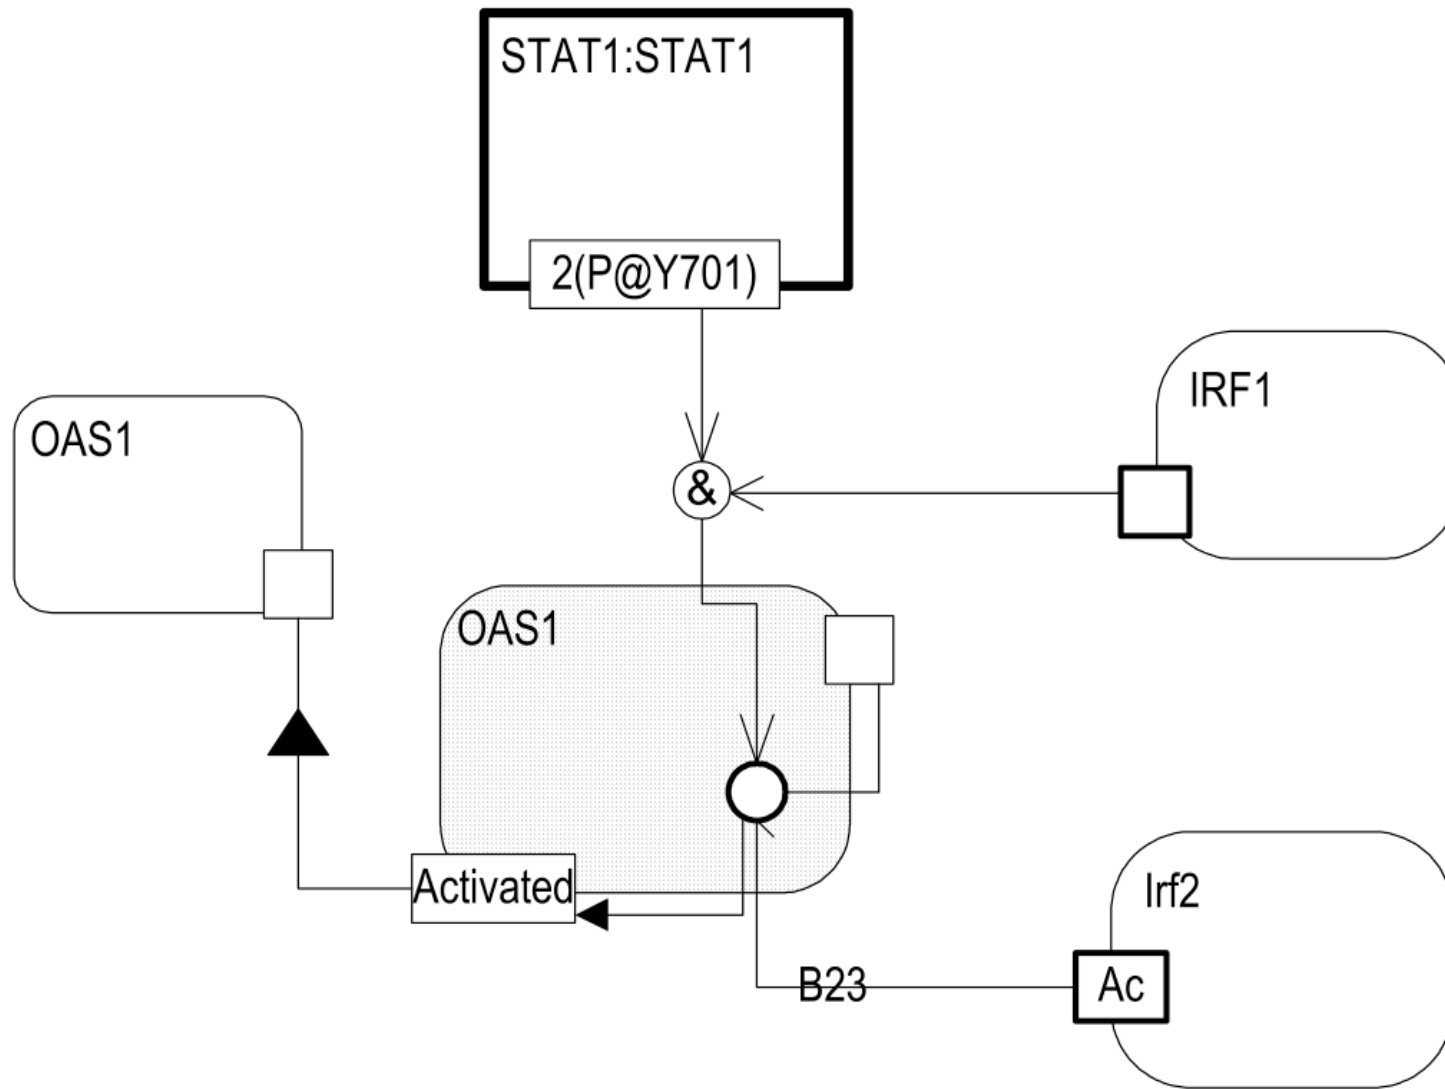 STAT1:STAT1
2(P@Y701)
IRF1
OAS1
&
OAS1
Activated
Irf2
B23
Ac